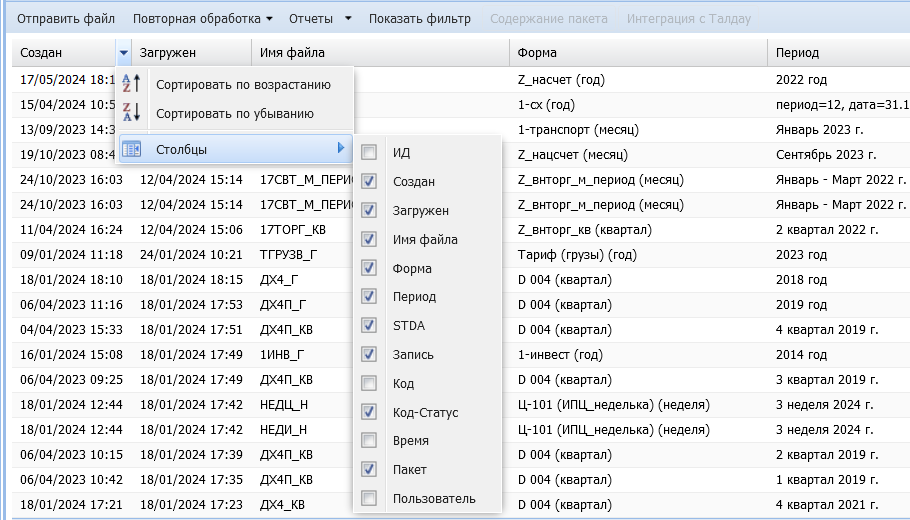 Отправить файл Повторная обработка Отчеты Показать фильтр Содержание пакета Интеграция с Талдау
Создан Загружен Имя файла Форма Период
17/05/2024 18:1 Z_насчет (год) 2022 год
Сортировать по возрастанию
15/04/2024 10:5 1-сх (год) период=12, дата=31.1
Сортировать по убыванию
13/09/2023 14:3 1-транспорт (месяц) Январь 2023 г.
Столбцы
19/10/2023 08:4 Z_нацсчет (месяц) Сентябрь 2023 г.
24/10/2023 16:03 12/04/2024 15:14 17СВТ_М_ПЕРИО Z_внторг_м_период (месяц) Январь - Март 2022 г.
24/10/2023 16:03 12/04/2024 15:14 17СВТ_М_ПЕРИО Z_внторг_м_период (месяц) Январь - Март 2022 г.
11/04/2024 16:24 12/04/2024 15:06 17ТОРГ_КВ Z_внторг_кв (квартал) 2 квартал 2022 г.
09/01/2024 11:18 24/01/2024 10:21 ТГРУЗВ_Г Тариф (грузы) (год) 2023 год
18/01/2024 18:10 18/01/2024 18:15 ДХ4_Г D 004 (квартал) 2018 год
06/04/2023 11:16 18/01/2024 17:53 ДХ4П_Г D 004 (квартал) 2019 год
04/04/2023 15:33 18/01/2024 17:51 ДХ4П_КВ D 004 (квартал) 4 квартал 2019 г.
16/01/2024 15:08 18/01/2024 17:49 1ИНВ_Г 1-инвест (год) 2014 год
06/04/2023 09:25 18/01/2024 17:49 ДХ4П_КВ D 004 (квартал) 3 квартал 2019 г.
18/01/2024 12:44 18/01/2024 17:42 НЕДЦ_Н Ц-101 (ИПЦ_неделька) (неделя) 3 неделя 2024 г.
18/01/2024 12:44 18/01/2024 17:42 НЕДИ_Н Ц-101 (ИПЦ_неделька) (неделя) 3 неделя 2024 г.
06/04/2023 10:15 18/01/2024 17:39 ДХ4П_КВ D 004 (квартал) 2 квартал 2019 г.
06/04/2023 10:42 18/01/2024 17:35 ДХ4П_КВ D 004 (квартал) 1 квартал 2019 г.
18/01/2024 17:21 18/01/2024 17:23 ДХ4_КВ D 004 (квартал) 4 квартал 2021 г.
ИД
Создан
Загружен
Имя файла
Форма
Период
STDA
Запись
Код
Код-Статус
Время
Пакет
Пользователь